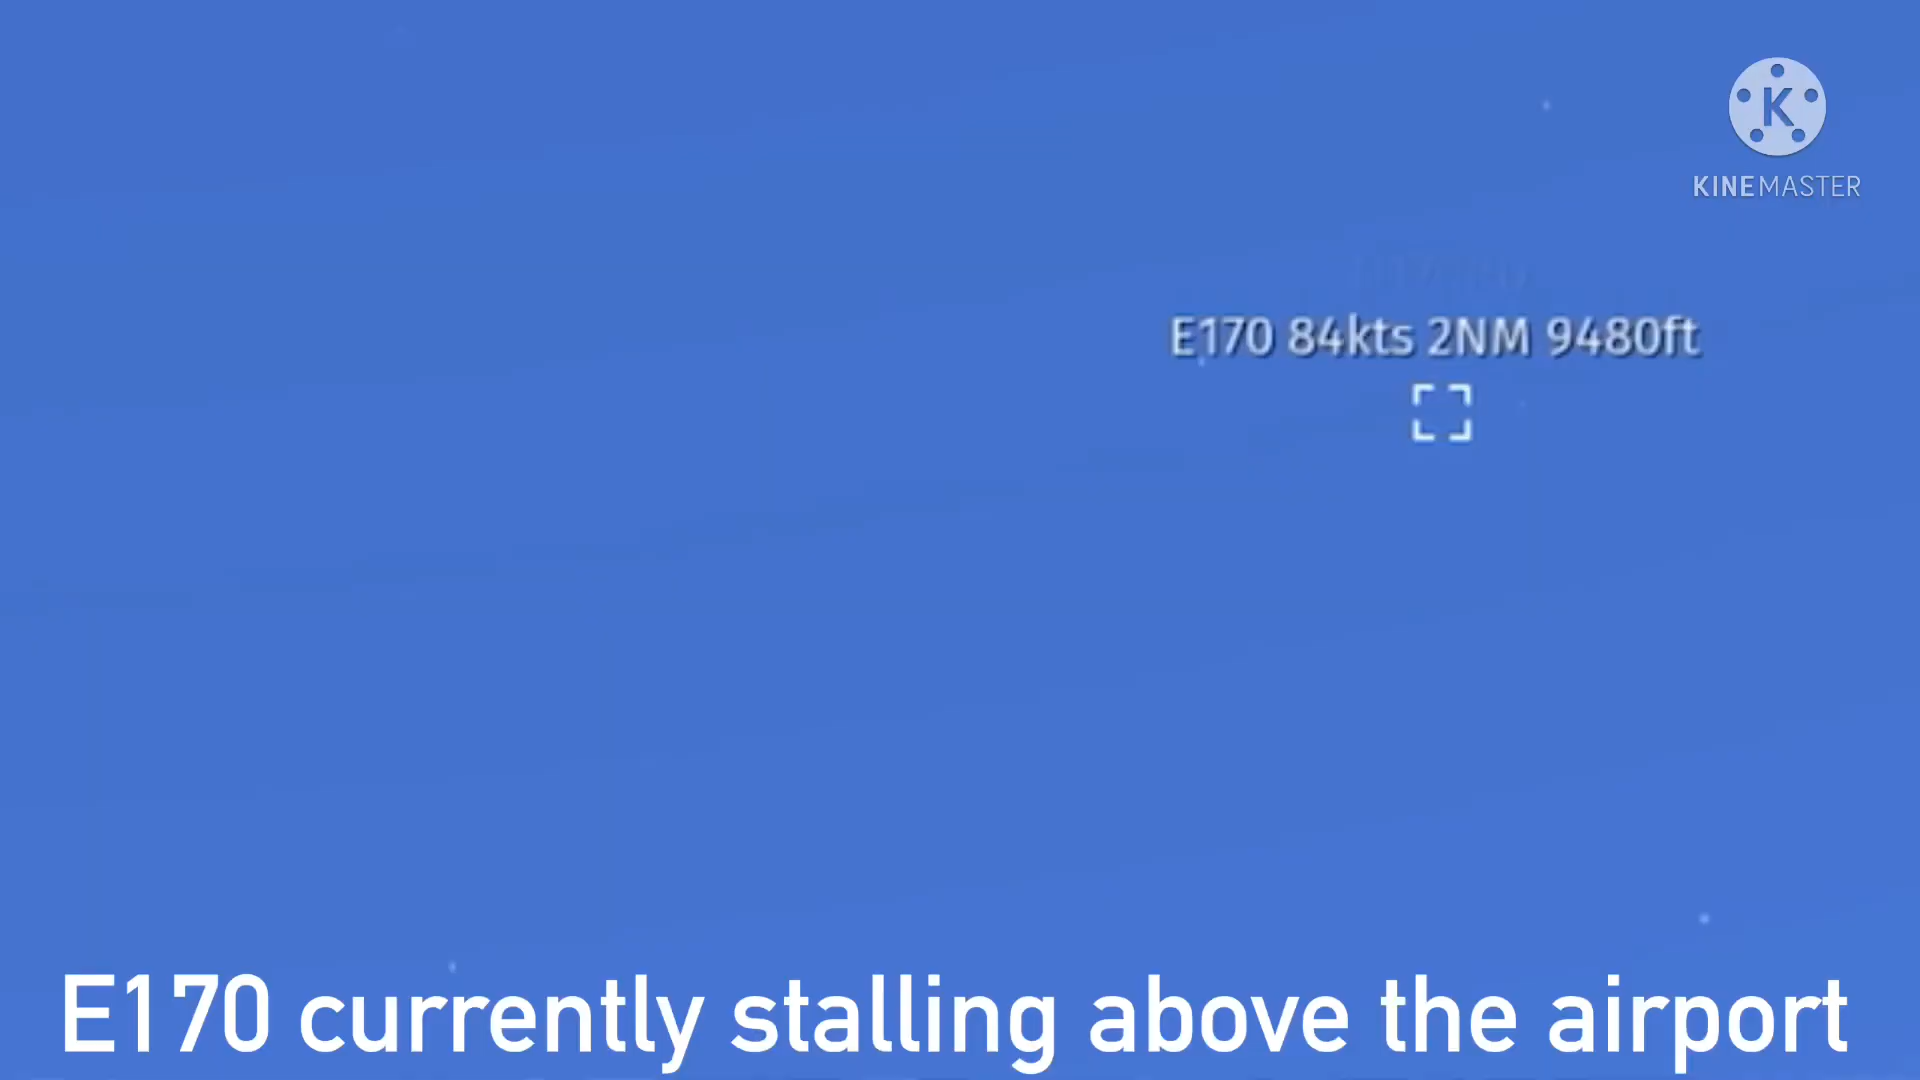 K
KINEMASTER
E170 84kts 2NM 9480ft
E170 currently stalling above the airport